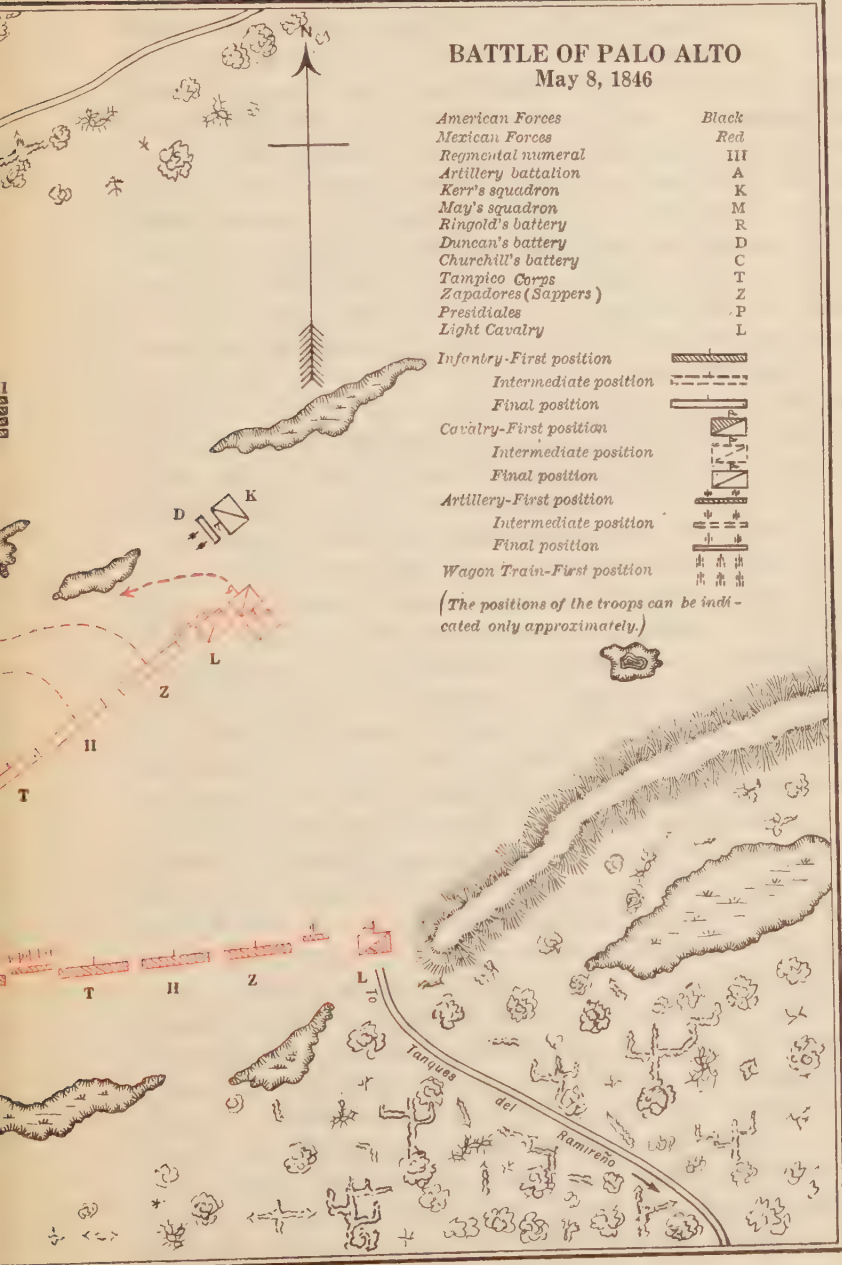 N
BATTLE OF PALO ALTO
May 8, 1846
American Forces Black
Mexican Forces Red
Regmental numeral III
Artillery battalion A
Kerr's squadron K
May's squadron M
Ringold's battery R
Duncan's battery D
Churchill's battery C
Tampico Corps T
Zapadores (Sappers) Z
Presidiales P
Light Cavalry L
Infantry-First position
Intermediate position
Final position
Cavalry-First position
Intermediate position
Final position
Artillery-First position
Intermediate position
Final position
Wagon Train-First position
(The positions of the troops can be indi-
cated only approximately.)
I
D K
L
Z
II
T
T II Z L
To Tanques del Ramireño